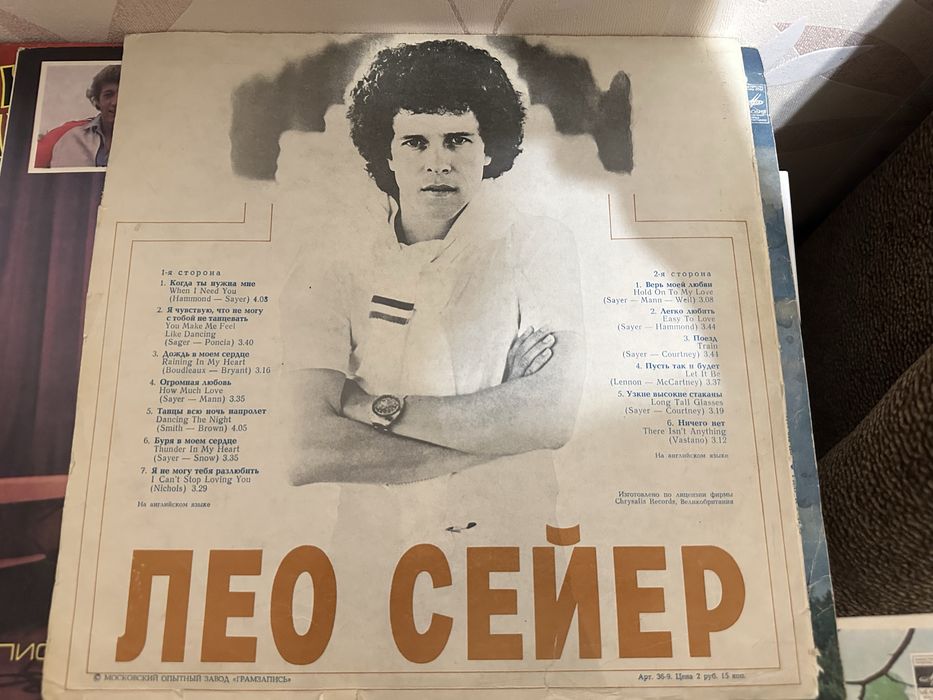 1-я сторона
1. Когда ты нужна мне
When I Need You
(Hammond — Sayer) 4.08
2. Я чувствую, что не могу
с тобой не танцевать
You Make Me Feel
Like Dancing
(Sager — Poncia) 3.40
3. Дождь в моем сердце
Raining In My Heart
(Boudleaux — Bryant) 3.16
4. Огромная любовь
How Much Love
(Sayer — Mann) 3.35
5. Танцы всю ночь напролет
Dancing The Night
(Smith — Brown) 4.05
6. Буря в моем сердце
Thunder In My Heart
(Sayer — Snow) 3.35
7. Я не могу тебя разлюбить
I Can't Stop Loving You
(Nichols) 3.29
На английском языке
2-я сторона
1. Верь моей любви
Hold On To My Love
(Sayer — Mann — Weil) 3.08
2. Легко любить
Easy To Love
(Sayer — Hammond) 3.44
3. Поезд
Train
(Sayer — Courtney) 3.41
4. Пусть так и будет
Let It Be
(Lennon — McCartney) 3.37
5. Узкие высокие стаканы
Long Tall Glasses
(Sayer — Courtney) 3.19
6. Ничего нет
There Isn't Anything
(Vastano) 3.12
На английском языке
Изготовлено по лицензии фирмы
Chrysalis Records, Великобритания
ЛЕО СЕЙЕР
© МОСКОВСКИЙ ОПЫТНЫЙ ЗАВОД «ГРАМЗАПИСЬ»
Арт. 36-9. Цена 2 руб. 15 коп.